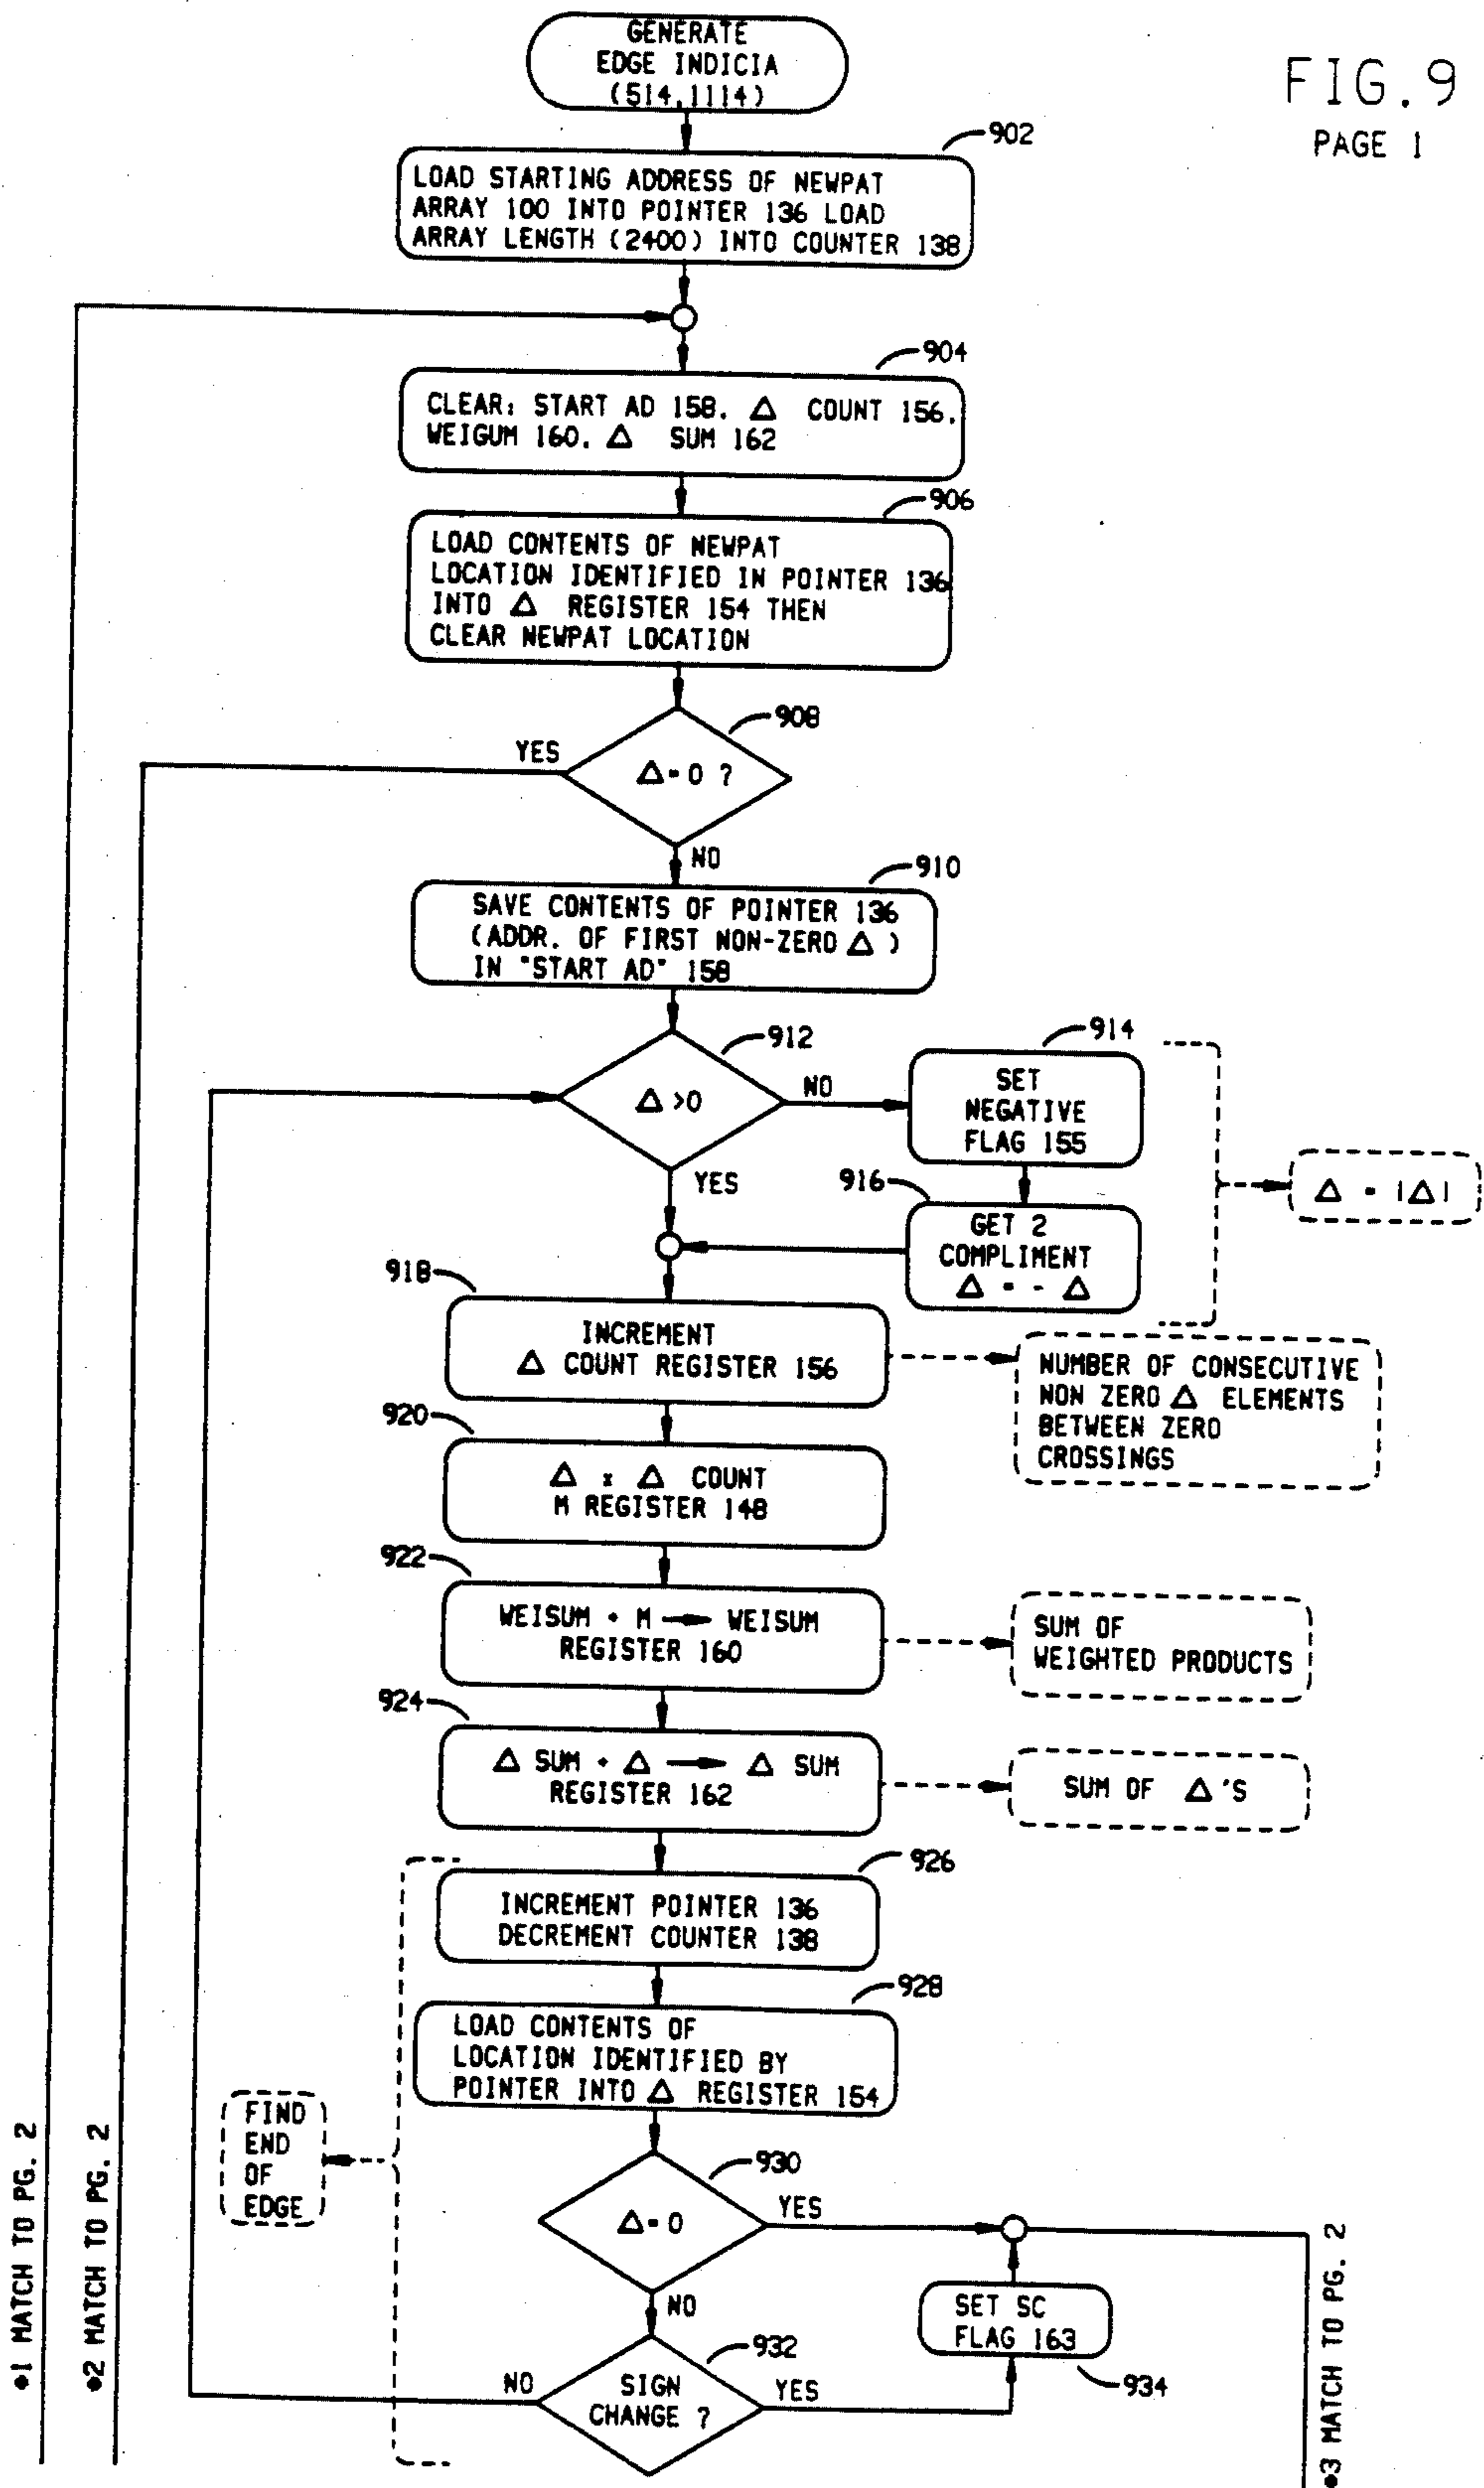 GENERATE
EDGE INDICIA
(514,1114)
FIG.9
PAGE 1
902
LOAD STARTING ADDRESS OF NEWPAT
ARRAY 100 INTO POINTER 136 LOAD
ARRAY LENGTH (2400) INTO COUNTER 138
904
CLEAR: START AD 158. Δ COUNT 156.
WEIGUM 160. Δ SUM 162
906
LOAD CONTENTS OF NEWPAT
LOCATION IDENTIFIED IN POINTER 136
INTO Δ REGISTER 154 THEN
CLEAR NEWPAT LOCATION
908
YES
Δ=0 ?
NO
910
SAVE CONTENTS OF POINTER 136
(ADDR. OF FIRST NON-ZERO Δ )
IN "START AD" 158
912
Δ >0
NO
YES
914
SET
NEGATIVE
FLAG 155
916
GET 2
COMPLIMENT
Δ = - Δ
Δ = |Δ|
918
INCREMENT
Δ COUNT REGISTER 156
NUMBER OF CONSECUTIVE
NON ZERO Δ ELEMENTS
BETWEEN ZERO
CROSSINGS
920
Δ x Δ COUNT
M REGISTER 148
922
WEISUM + M → WEISUM
REGISTER 160
SUM OF
WEIGHTED PRODUCTS
924
Δ SUM + Δ → Δ SUM
REGISTER 162
SUM OF Δ'S
926
INCREMENT POINTER 136
DECREMENT COUNTER 138
928
LOAD CONTENTS OF
LOCATION IDENTIFIED BY
POINTER INTO Δ REGISTER 154
FIND
END
OF
EDGE
930
Δ=0
YES
NO
932
SIGN
CHANGE ?
NO
YES
SET SC
FLAG 163
934
•1 MATCH TO PG. 2
•2 MATCH TO PG. 2
•3 MATCH TO PG. 2